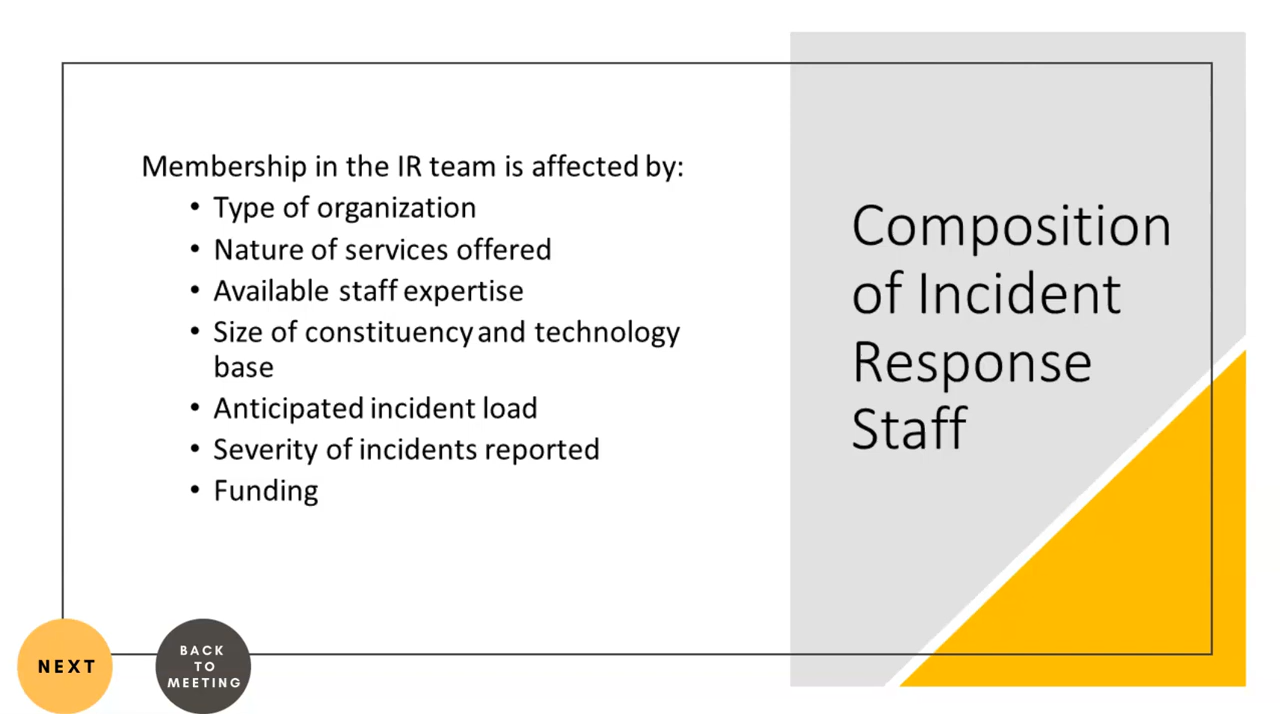 Membership in the IR team is affected by:
• Type of organization
• Nature of services offered
• Available staff expertise
• Size of constituency and technology
base
• Anticipated incident load
• Severity of incidents reported
• Funding
Composition
of Incident
Response
Staff
NEXT
BACK
TO
MEETING